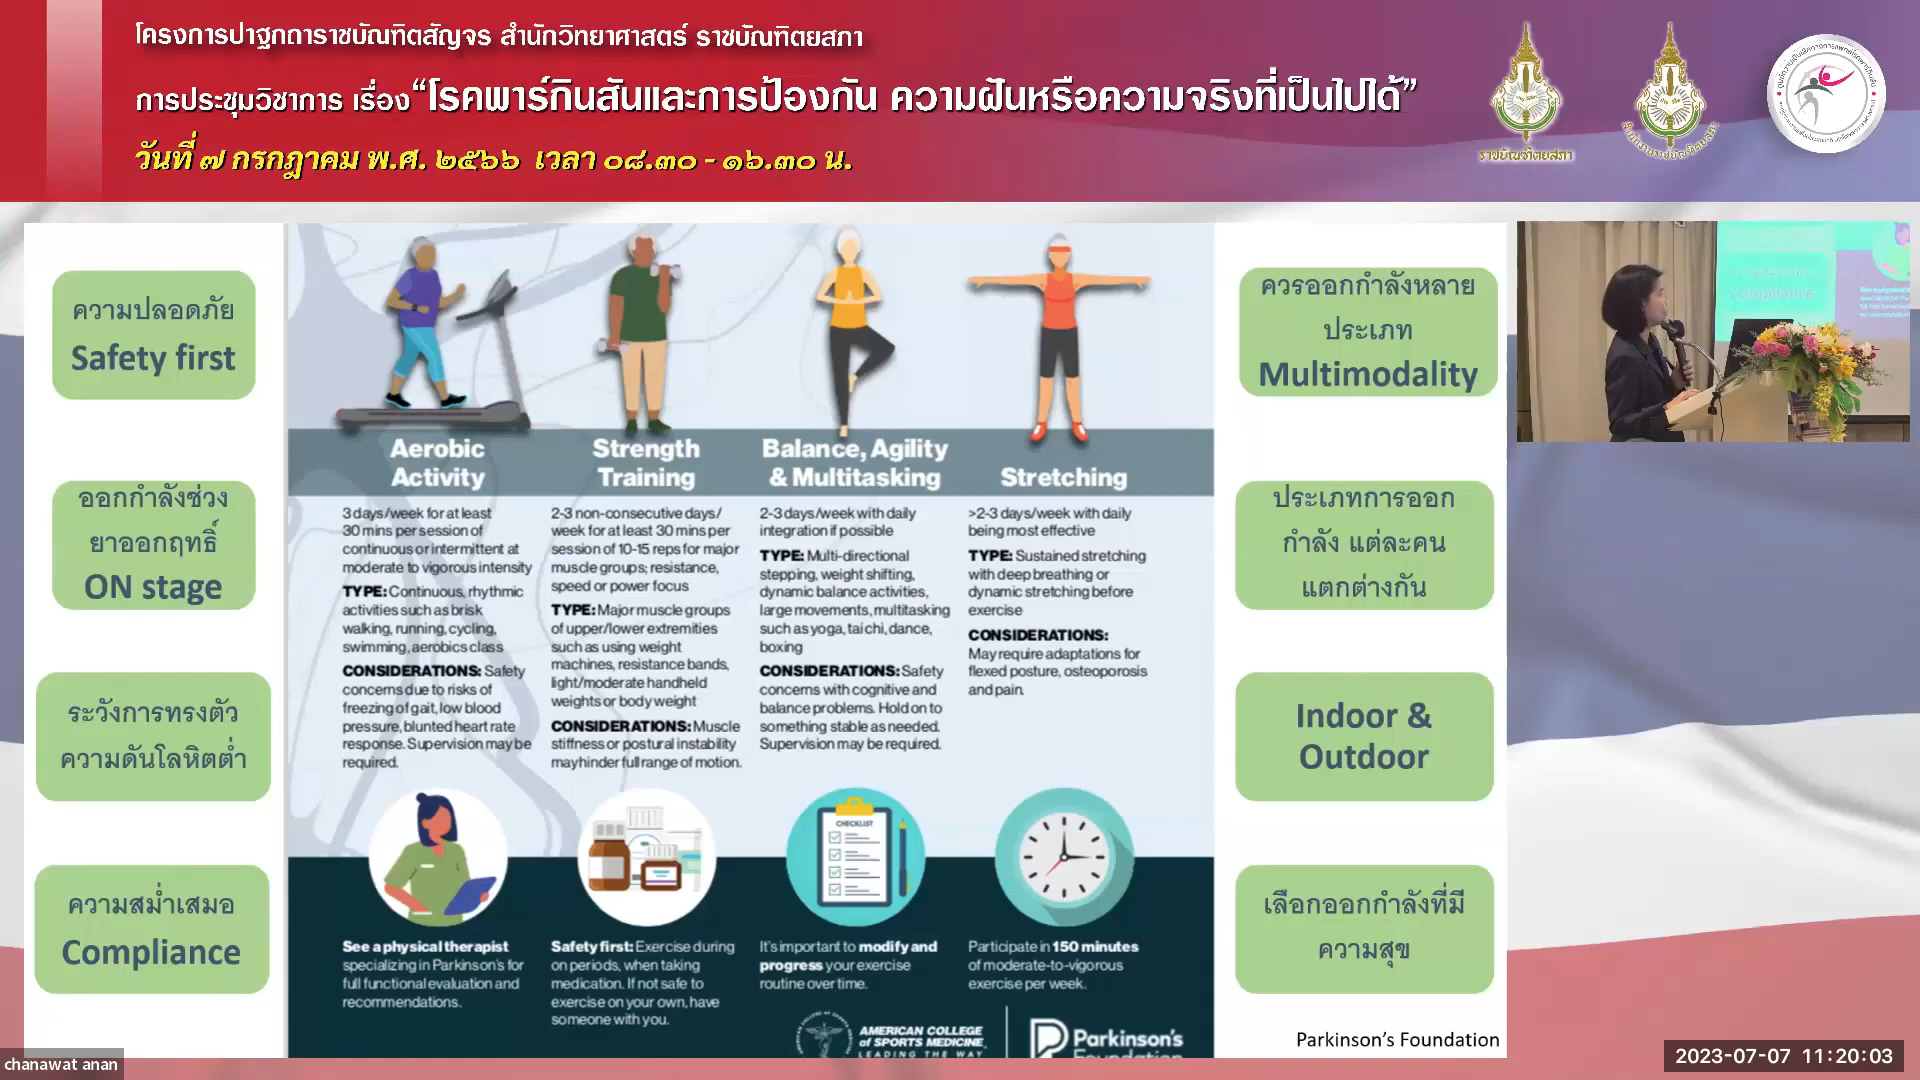 โครงการปาฐกถาราชบัณฑิตสัญจร สำนักวิทยาศาสตร์ ราชบัณฑิตยสภา
การประชุมวิชาการ เรื่อง “โรคพาร์กินสันและการป้องกัน ความฝันหรือความจริงที่เป็นไปได้”
วันที่ ๗ กรกฎาคม พ.ศ. ๒๕๖๖ เวลา ๐๘.๓๐ - ๑๖.๓๐ น.
ราชบัณฑิตยสภา
ความปลอดภัย
Safety first
ออกกำลังช่วง
ยาออกฤทธิ์
ON stage
ระวังการทรงตัว
ความดันโลหิตต่ำ
ความสม่ำเสมอ
Compliance
Aerobic
Activity
3 days/week for at least
30 mins per session of
continuous or intermittent at
moderate to vigorous intensity
TYPE: Continuous, rhythmic
activities such as brisk
walking, running, cycling,
swimming, aerobics class
CONSIDERATIONS: Safety
concerns due to risks of
freezing of gait, low blood
pressure, blunted heart rate
response. Supervision may be
required.
Strength
Training
2-3 non-consecutive days/
week for at least 30 mins per
session of 10-15 reps for major
muscle groups; resistance,
speed or power focus
TYPE: Major muscle groups
of upper/lower extremities
such as using weight
machines, resistance bands,
light/moderate handheld
weights or body weight
CONSIDERATIONS: Muscle
stiffness or postural instability
may hinder full range of motion.
Balance, Agility
& Multitasking
2-3 days/week with daily
integration if possible
TYPE: Multi-directional
stepping, weight shifting,
dynamic balance activities,
large movements, multitasking
such as yoga, tai chi, dance,
boxing
CONSIDERATIONS: Safety
concerns with cognitive and
balance problems. Hold on to
something stable as needed.
Supervision may be required.
Stretching
>2-3 days/week with daily
being most effective
TYPE: Sustained stretching
with deep breathing or
dynamic stretching before
exercise
CONSIDERATIONS:
May require adaptations for
flexed posture, osteoporosis
and pain.
See a physical therapist
specializing in Parkinson's for
full functional evaluation and
recommendations.
Safety first: Exercise during
on periods, when taking
medication. If not safe to
exercise on your own, have
someone with you.
CHECKLIST
It's important to modify and
progress your exercise
routine over time.
Participate in 150 minutes
of moderate-to-vigorous
exercise per week.
AMERICAN COLLEGE
of SPORTS MEDICINE
LEADING THE WAY
Parkinson's
Foundation
ควรออกกำลังหลาย
ประเภท
Multimodality
ประเภทการออก
กำลัง แต่ละคน
แตกต่างกัน
Indoor &
Outdoor
เลือกออกกำลังที่มี
ความสุข
Parkinson's Foundation
Compliance
chanawat anan
2023-07-07 11:20:03